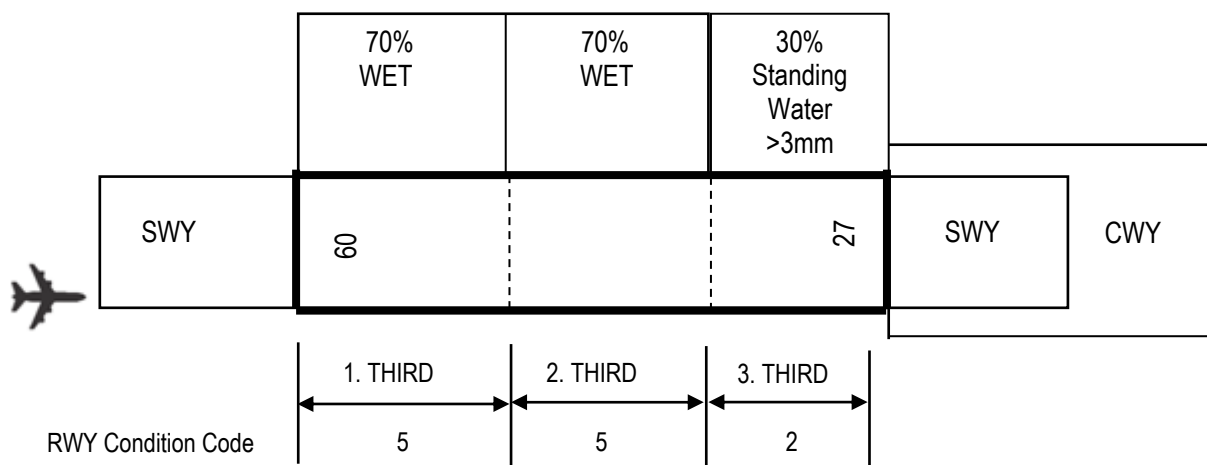 70%
WET
70%
WET
30%
Standing
Water
>3mm
SWY
09
27
SWY
CWY
1. THIRD
2. THIRD
3. THIRD
RWY Condition Code
5
5
2